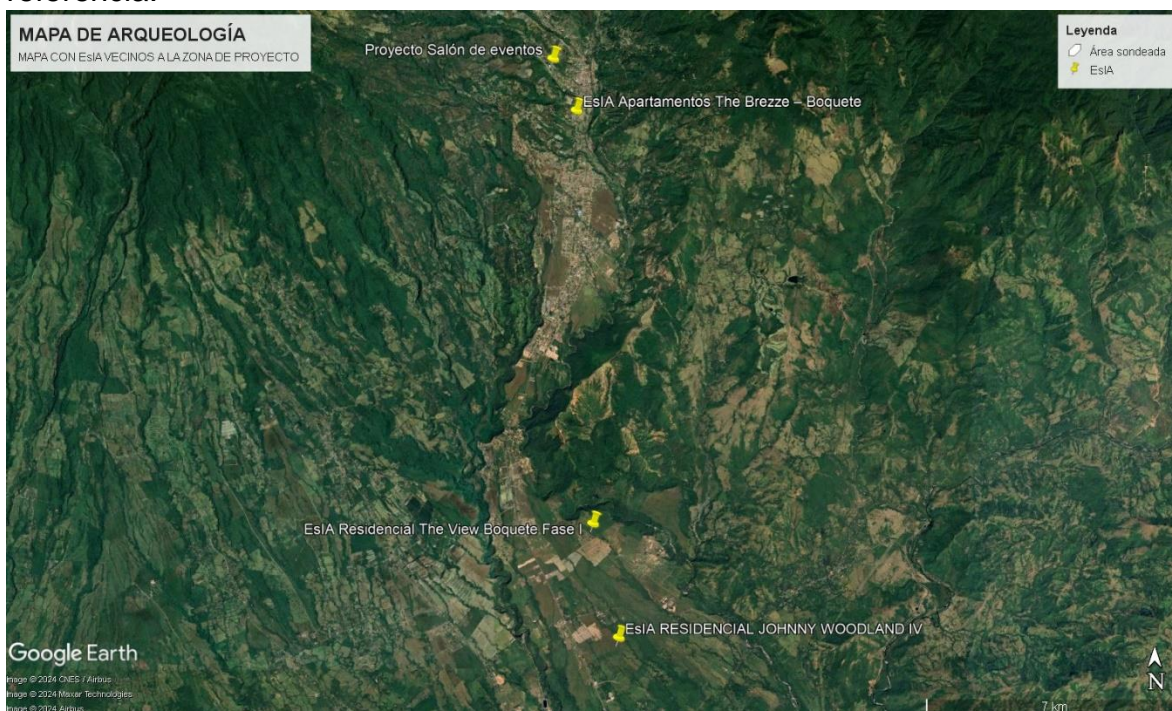 referencia.
MAPA DE ARQUEOLOGÍA
MAPA CON EsIA VECINOS A LA ZONA DE PROYECTO
Leyenda
Área sondeada
EsIA
Proyecto Salón de eventos
EsIA Apartamentos The Brezze – Boquete
EsIA Residencial The View Boquete Fase I
EsIA RESIDENCIAL JOHNNY WOODLAND IV
Google Earth
Image © 2024 CNES / Airbus
Image © 2024 Maxar Technologies
Image © 2024 Airbus
N
7 km